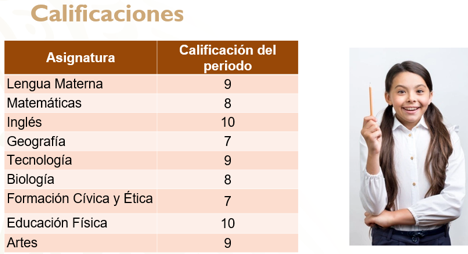 Calificaciones
Asignatura
Calificación del
periodo
Lengua Materna 9
Matemáticas 8
Inglés 10
Geografía 7
Tecnología 9
Biología 8
Formación Cívica y Ética 7
Educación Física 10
Artes 9